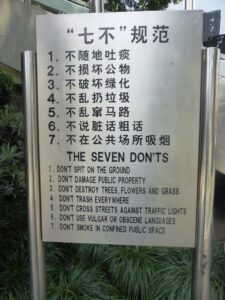 “七不”规范
1、不随地吐痰
2、不损坏公物
3、不破坏绿化
4、不乱扔垃圾
5、不乱窜马路
6、不说脏话粗话
7、不在公共场所吸烟
THE SEVEN DON'TS
1 DON'T SPIT ON THE GROUND
2 DON'T DAMAGE PUBLIC PROPERTY
3 DON'T DESTROY TREES, FLOWERS AND GRASS
4 DON'T TRASH EVERYWHERE
5 DON'T CROSS STREETS AGAINST TRAFFIC LIGHTS
6 DON'T USE VULGAR OR OBSCENE LANGUAGES
7 DON'T SMOKE IN CONFINED PUBLIC SPACE